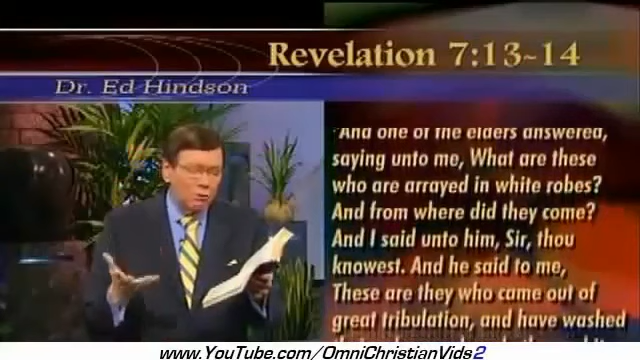 Revelation 7:13~14
Dr. Ed Hindson
And one of the elders answered,
saying unto me, What are these
who are arrayed in white robes?
And from where did they come?
And I said unto him, Sir, thou
knowest. And he said to me,
These are they who came out of
great tribulation, and have washed
www.YouTube.com/OmniChristianVids2